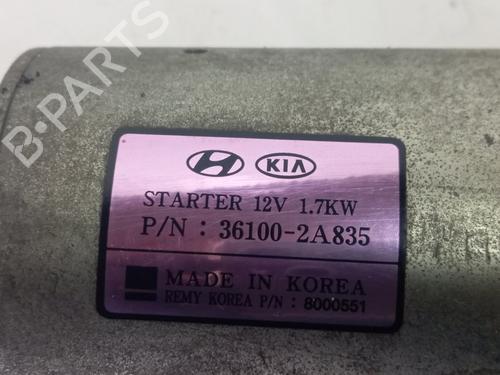 B-PARTS
KIA
STARTER 12V 1.7KW
P/N : 36100-2A835
MADE IN KOREA
REMY KOREA P/N : 8000551